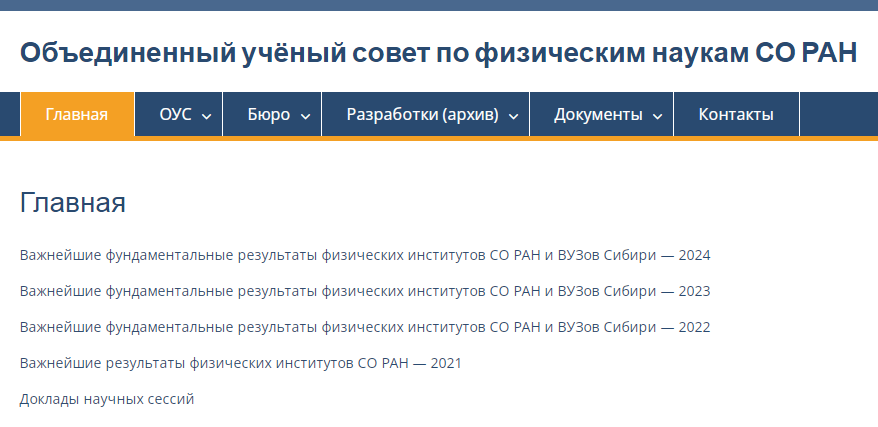 Объединенный учёный совет по физическим наукам СО РАН
Главная ОУС Бюро Разработки (архив) Документы Контакты
Главная
Важнейшие фундаментальные результаты физических институтов СО РАН и ВУЗов Сибири — 2024
Важнейшие фундаментальные результаты физических институтов СО РАН и ВУЗов Сибири — 2023
Важнейшие фундаментальные результаты физических институтов СО РАН и ВУЗов Сибири — 2022
Важнейшие результаты физических институтов СО РАН — 2021
Доклады научных сессий